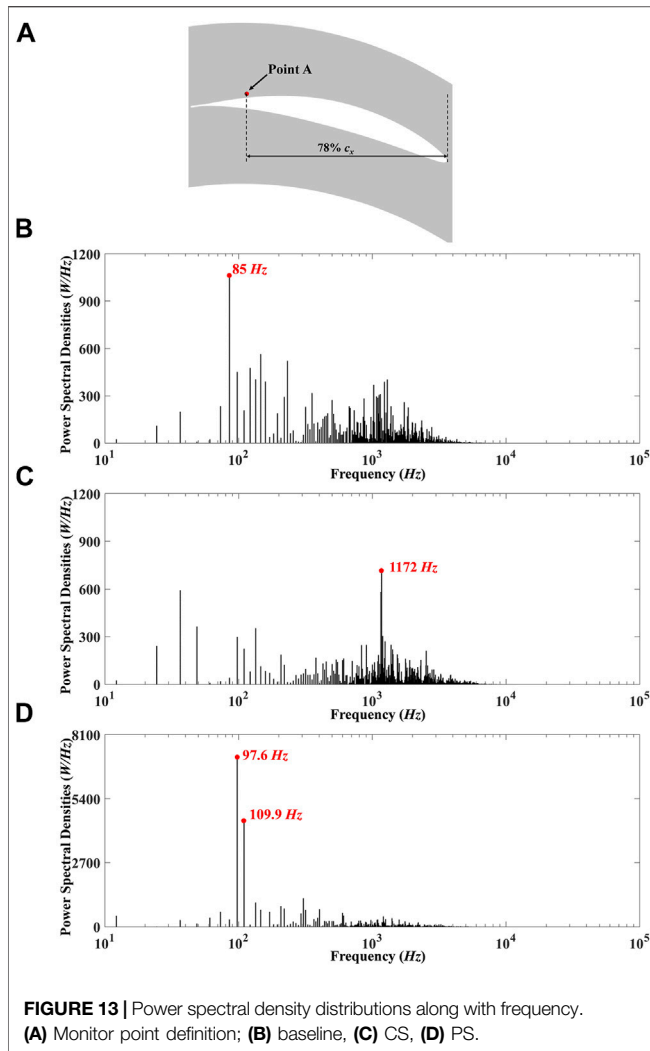 A
Point A
78% cx
B
Power Spectral Densities (W/Hz)
1200
900
600
300
0
85 Hz
10^1 10^2 10^3 10^4 10^5
Frequency (Hz)
C
Power Spectral Densities (W/Hz)
1200
900
600
300
0
1172 Hz
10^1 10^2 10^3 10^4 10^5
Frequency (Hz)
D
Power Spectral Densities (W/Hz)
8100
5400
2700
0
97.6 Hz
109.9 Hz
10^1 10^2 10^3 10^4 10^5
Frequency (Hz)
FIGURE 13 | Power spectral density distributions along with frequency.
(A) Monitor point definition; (B) baseline, (C) CS, (D) PS.